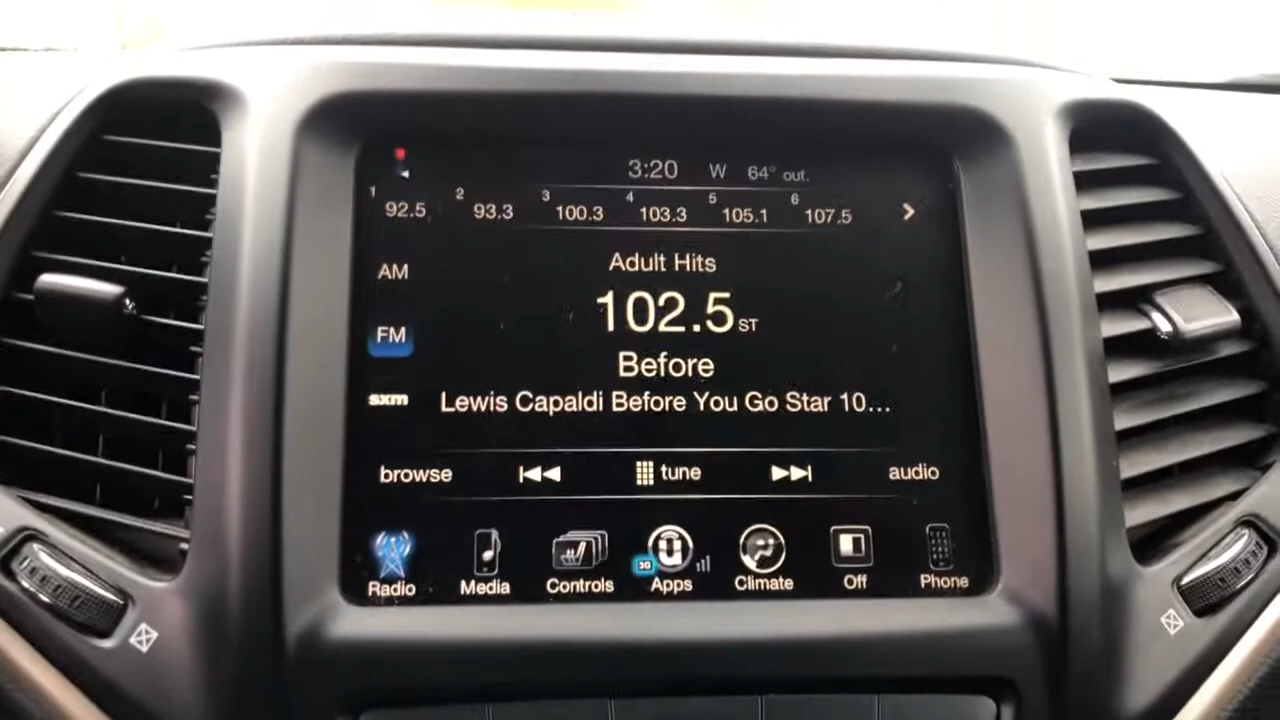 3:20 W 64° out.
1 92.5 2 93.3 3 100.3 4 103.3 5 105.1 6 107.5
AM
Adult Hits
102.5 ST
FM
Before
sxm
Lewis Capaldi Before You Go Star 10...
browse tune audio
3G
Radio Media Controls Apps Climate Off Phone